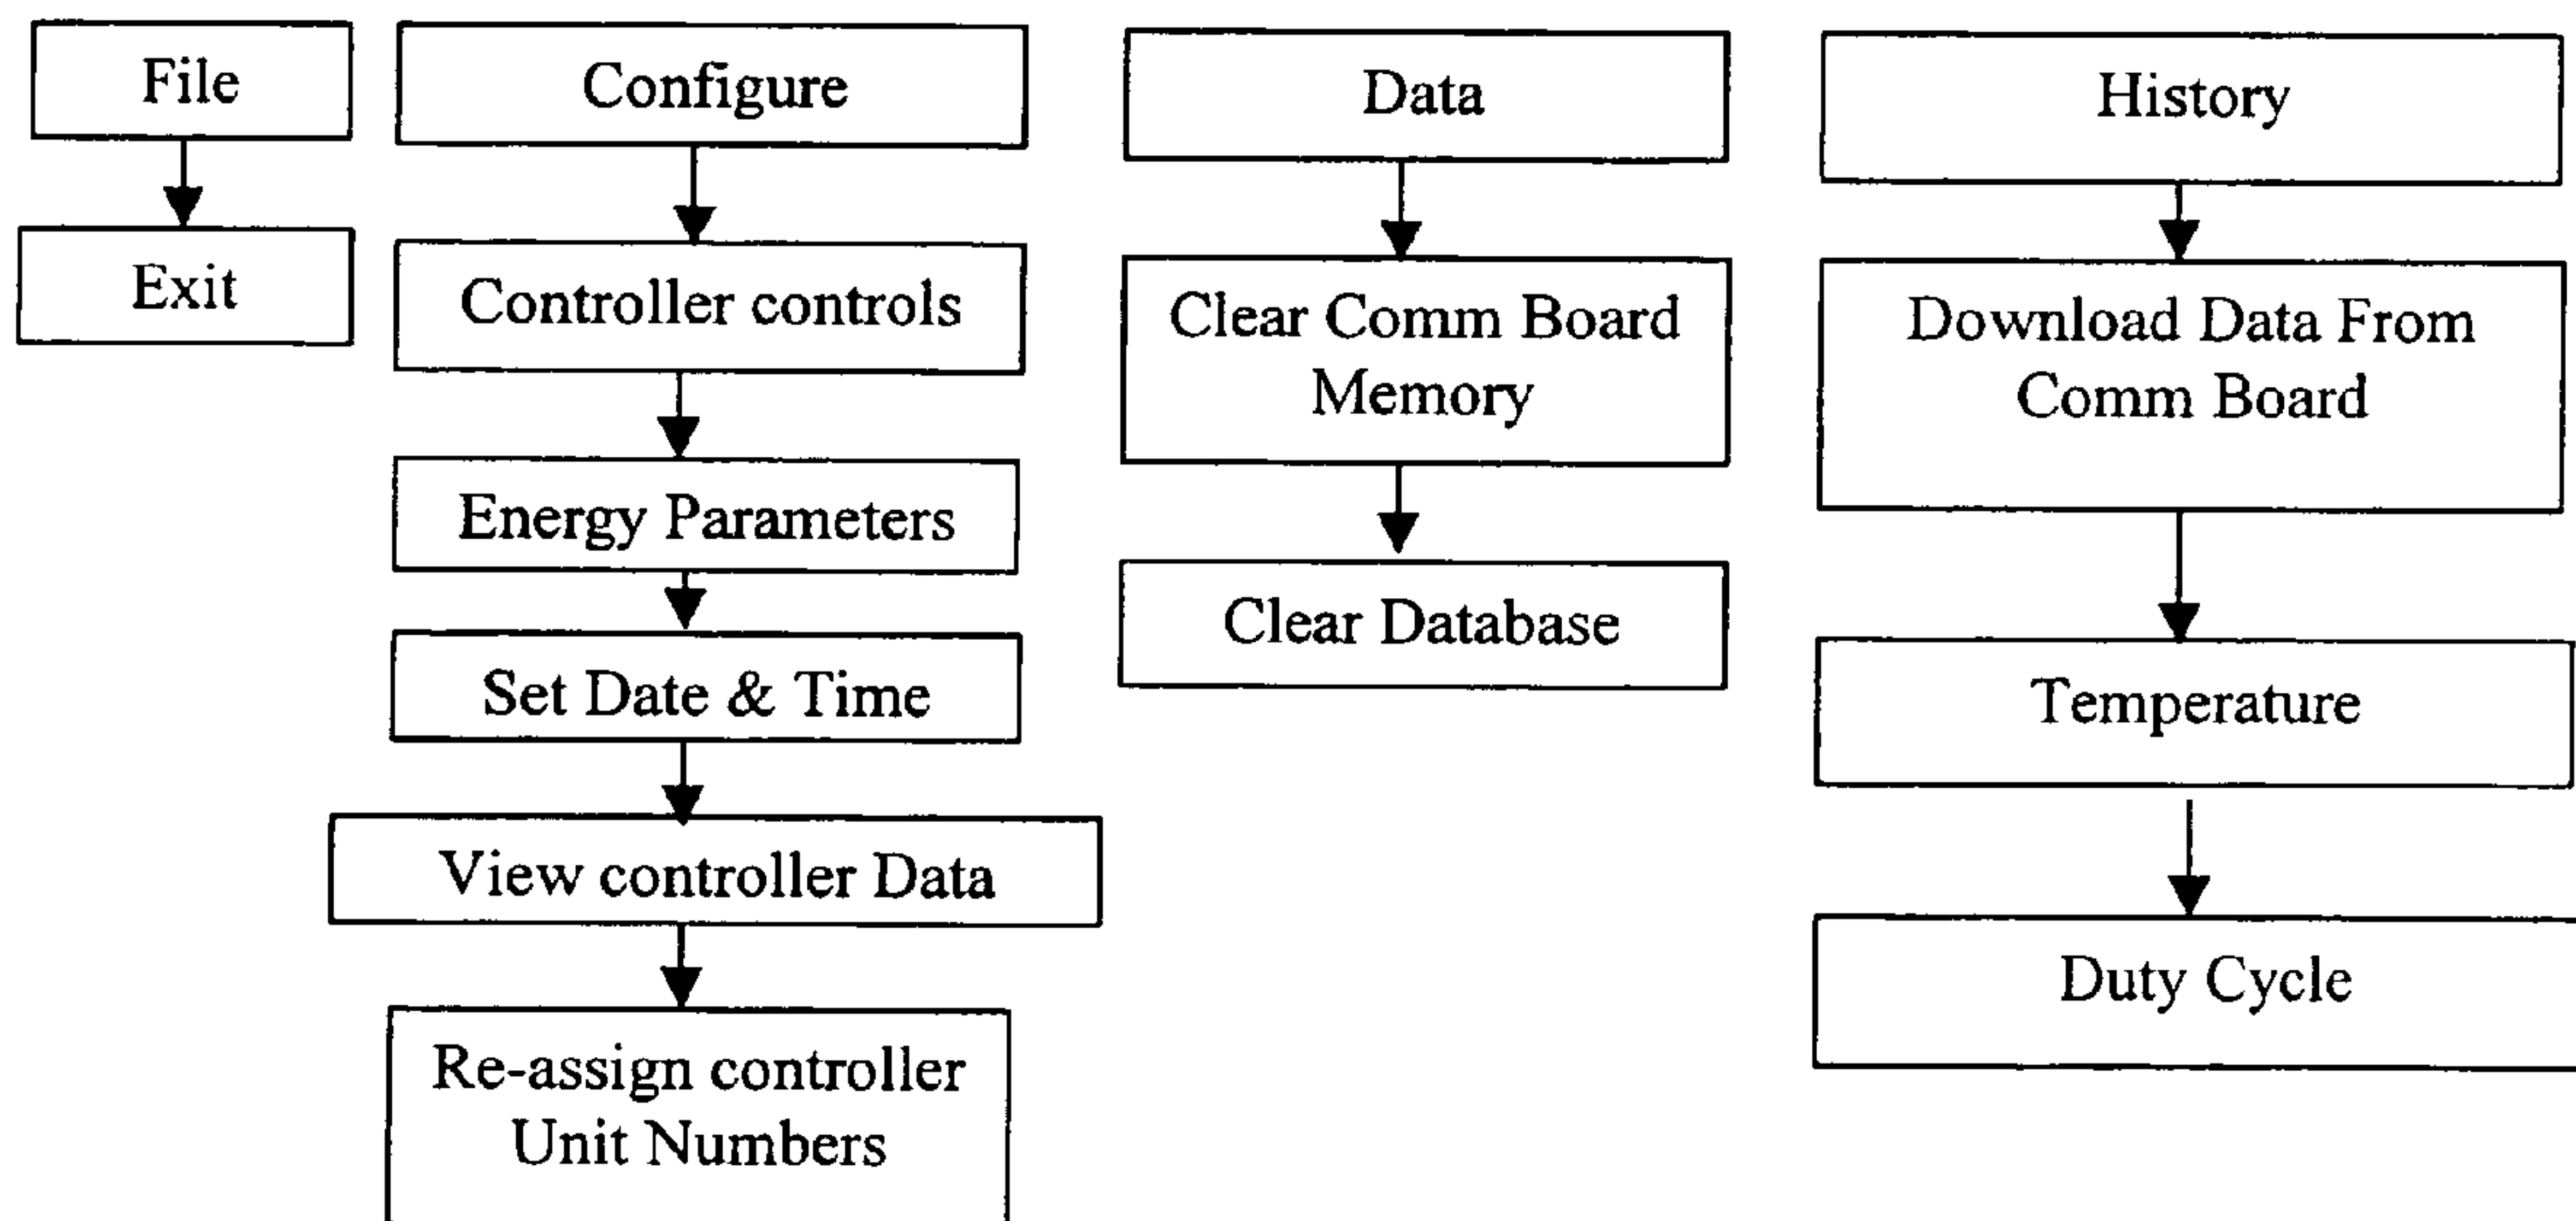 File
Exit
Configure
Controller controls
Energy Parameters
Set Date & Time
View controller Data
Re-assign controller
Unit Numbers
Data
Clear Comm Board
Memory
Clear Database
History
Download Data From
Comm Board
Temperature
Duty Cycle